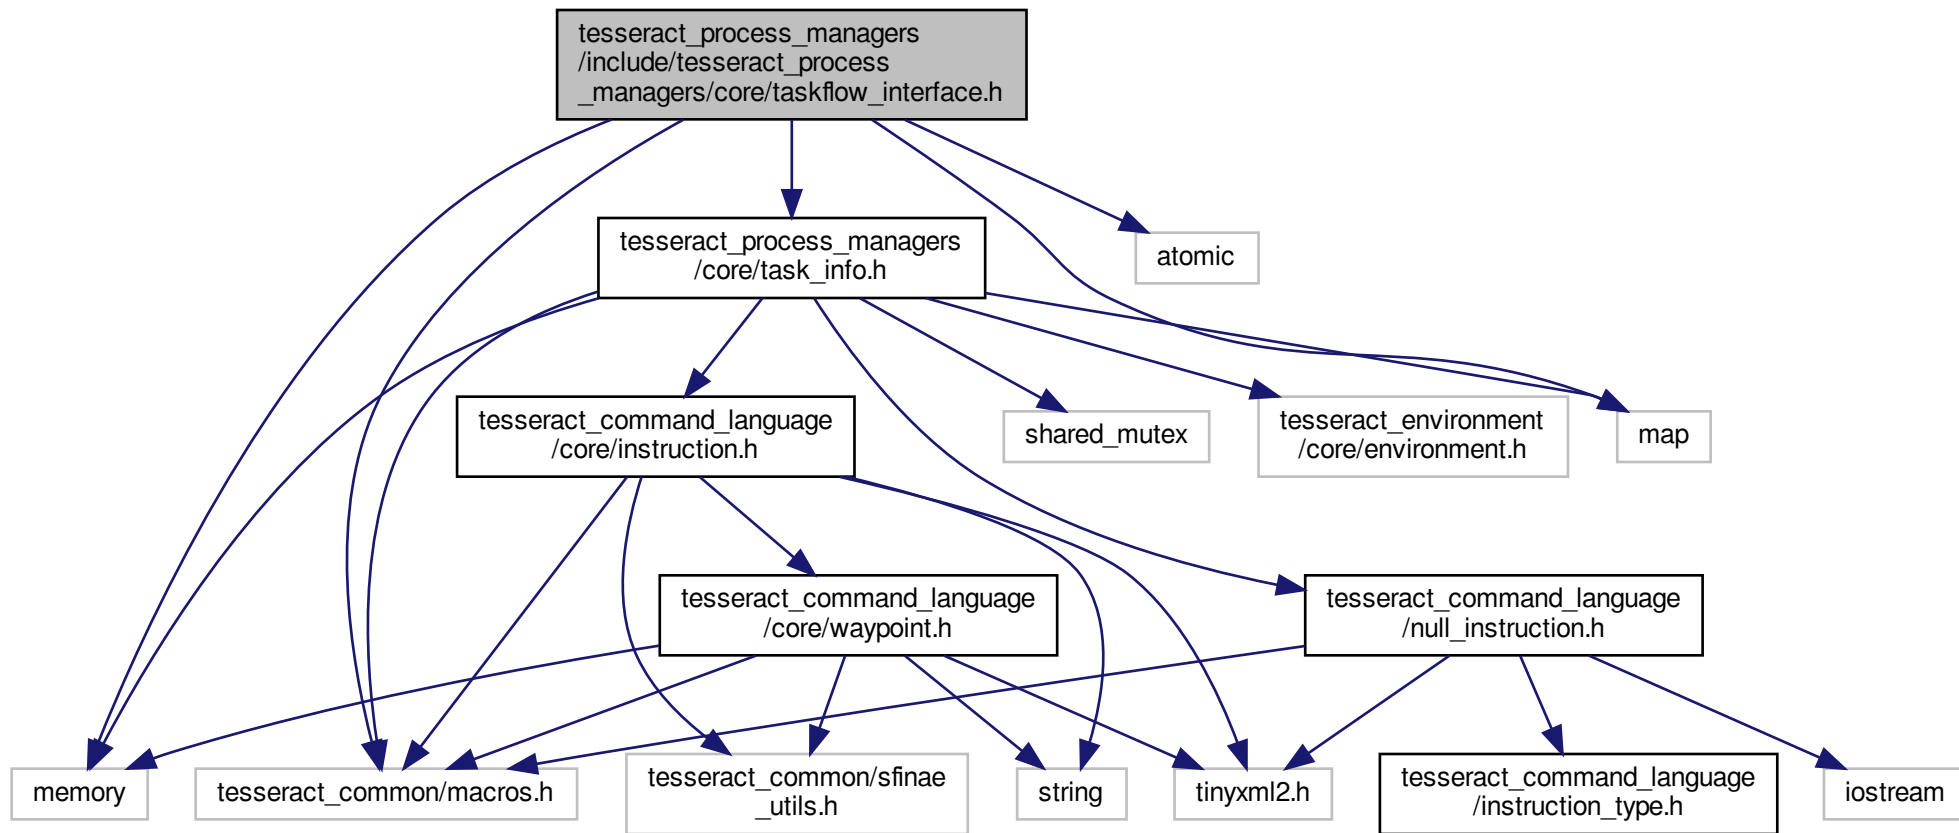 tesseract_process_managers
/include/tesseract_process
_managers/core/taskflow_interface.h
tesseract_process_managers
/core/task_info.h
atomic
tesseract_command_language
/core/instruction.h
shared_mutex
tesseract_environment
/core/environment.h
map
tesseract_command_language
/core/waypoint.h
tesseract_command_language
/null_instruction.h
memory
tesseract_common/macros.h
tesseract_common/sfinae
_utils.h
string
tinyxml2.h
tesseract_command_language
/instruction_type.h
iostream